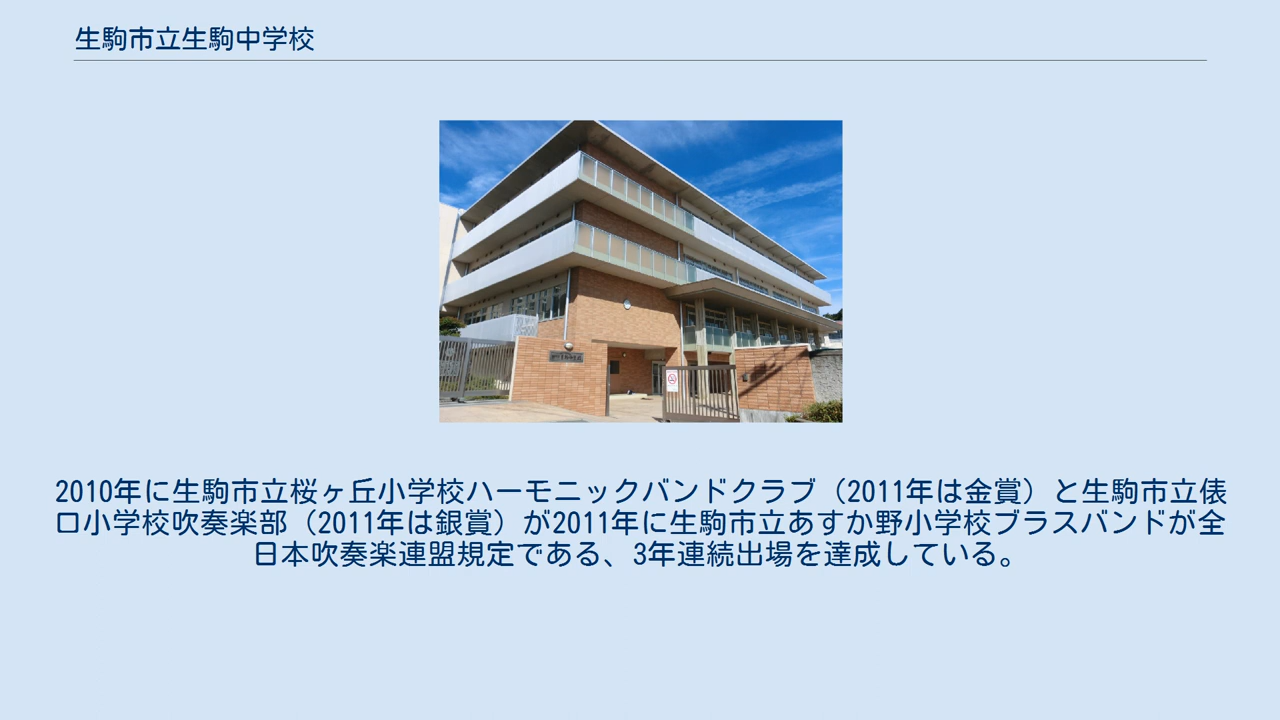 生駒市立生駒中学校
2010年に生駒市立桜ヶ丘小学校ハーモニックバンドクラブ（2011年は金賞）と生駒市立俵
口小学校吹奏楽部（2011年は銀賞）が2011年に生駒市立あすか野小学校ブラスバンドが全
日本吹奏楽連盟規定である、3年連続出場を達成している。